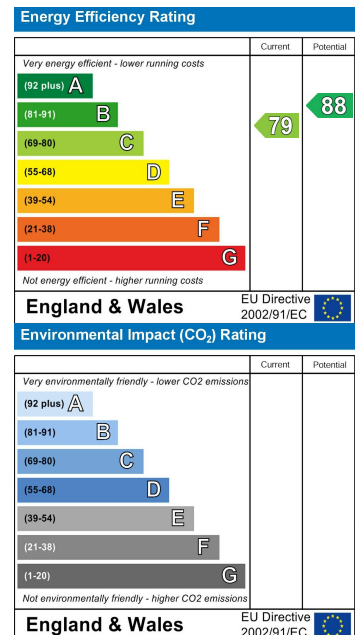 Energy Efficiency Rating
Current Potential
Very energy efficient - lower running costs
(92 plus) A
(81-91) B
(69-80) C
(55-68) D
(39-54) E
(21-38) F
(1-20) G
79
88
Not energy efficient - higher running costs
England & Wales
EU Directive
2002/91/EC
Environmental Impact (CO₂) Rating
Current Potential
Very environmentally friendly - lower CO2 emissions
(92 plus) A
(81-91) B
(69-80) C
(55-68) D
(39-54) E
(21-38) F
(1-20) G
Not environmentally friendly - higher CO2 emissions
England & Wales
EU Directive
2002/91/EC